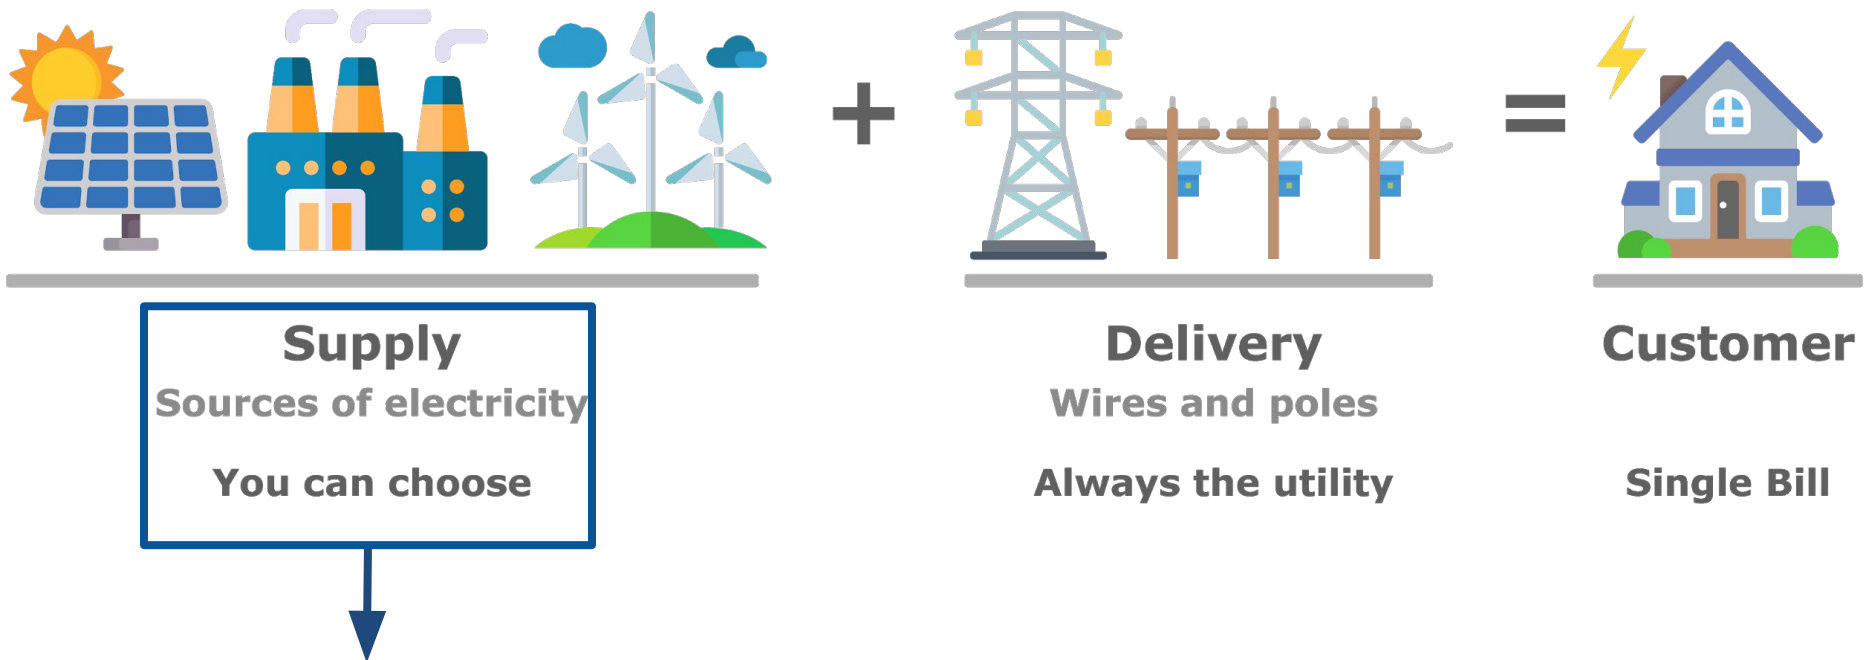 Supply
Sources of electricity
You can choose
Delivery
Wires and poles
Always the utility
Customer
Single Bill